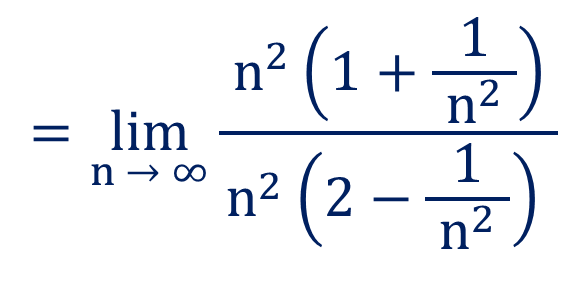 = lim n → ∞ n² (1 + 1/n²) / n² (2 − 1/n²)